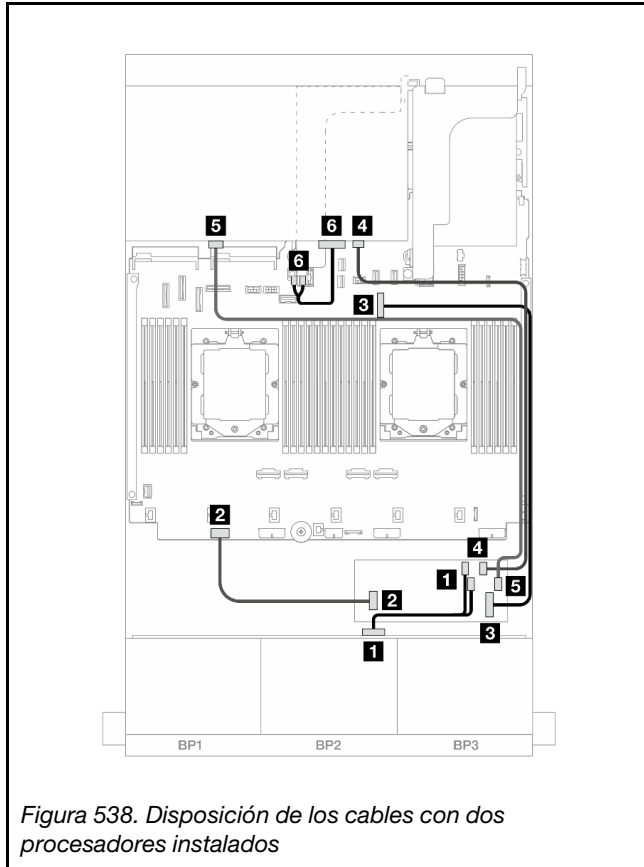 5
6
4
6
3
2
4
1
5
2
3
1
BP1
BP2
BP3
Figura 538. Disposición de los cables con dos
procesadores instalados